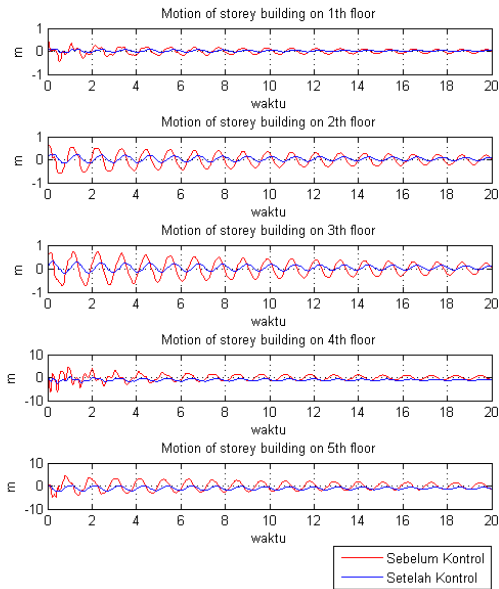 Motion of storey building on 1th floor
1
0
-1
m
0 2 4 6 8 10 12 14 16 18 20
waktu
Motion of storey building on 2th floor
1
0
-1
m
0 2 4 6 8 10 12 14 16 18 20
waktu
Motion of storey building on 3th floor
1
0
-1
m
0 2 4 6 8 10 12 14 16 18 20
waktu
Motion of storey building on 4th floor
10
0
-10
m
0 2 4 6 8 10 12 14 16 18 20
waktu
Motion of storey building on 5th floor
10
0
-10
m
0 2 4 6 8 10 12 14 16 18 20
waktu
Sebelum Kontrol
Setelah Kontrol